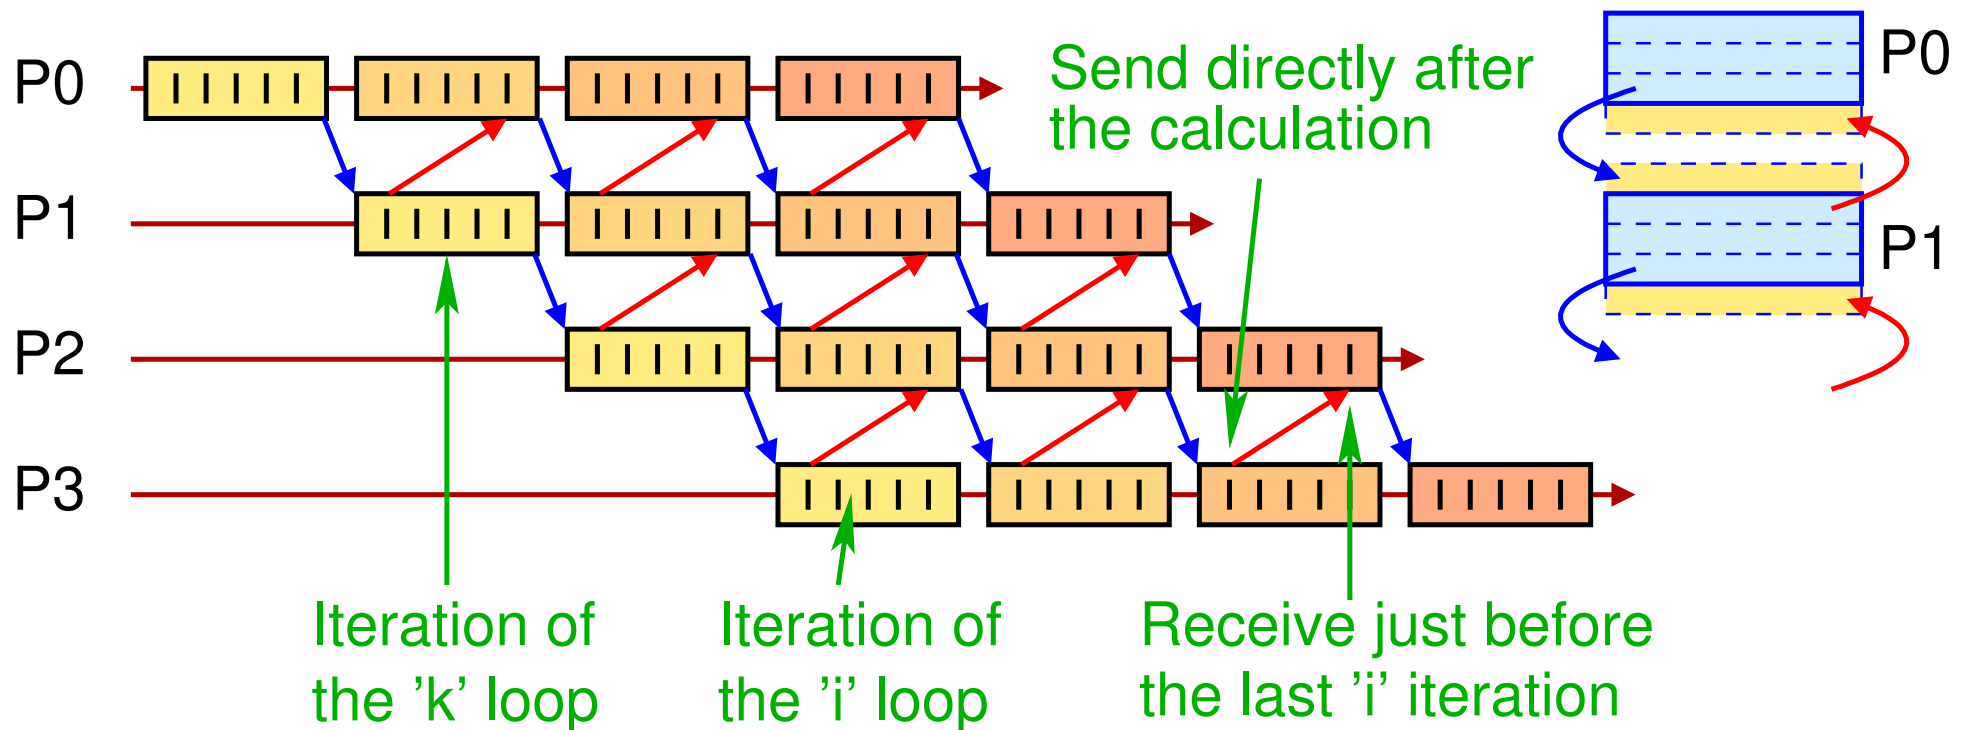 P0
Send directly after
the calculation
P0
P1
P1
P2
P3
Iteration of
the ’k’ loop
Iteration of
the ’i’ loop
Receive just before
the last ’i’ iteration